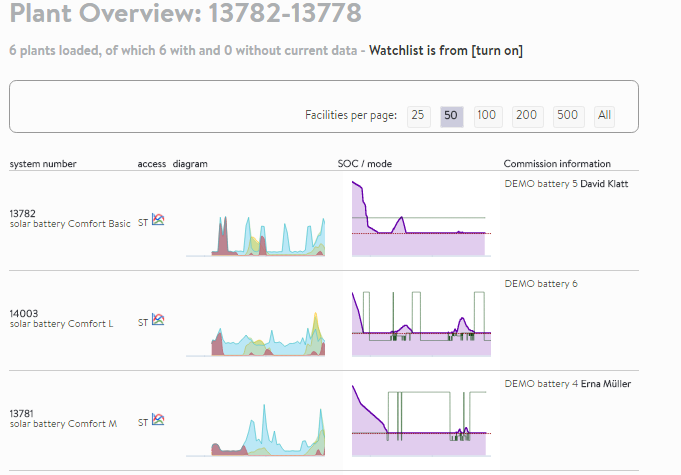 Plant Overview: 13782-13778
6 plants loaded, of which 6 with and 0 without current data - Watchlist is from [turn on]
Facilities per page: 25 50 100 200 500 All
system number access diagram SOC / mode Commission information
DEMO battery 5 David Klatt
13782
solar battery Comfort Basic ST
DEMO battery 6
14003
solar battery Comfort L ST
DEMO battery 4 Erna Müller
13781
solar battery Comfort M ST